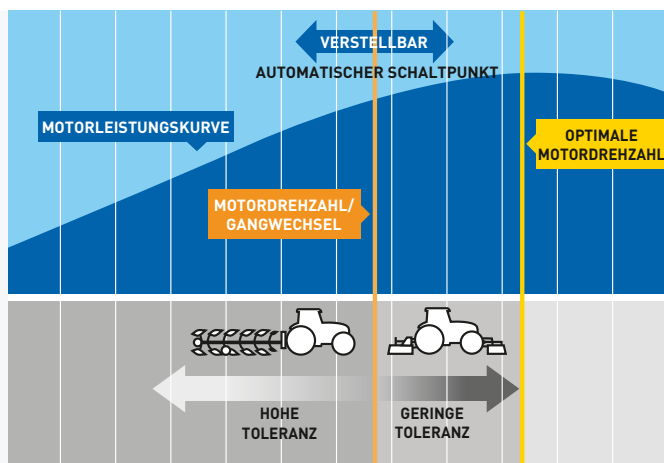 VERSTELLBAR
AUTOMATISCHER SCHALTPUNKT
MOTORLEISTUNGSKURVE
OPTIMALE
MOTORDREHZAHL
MOTORDREHZAHL/
GANGWECHSEL
HOHE
TOLERANZ
GERINGE
TOLERANZ